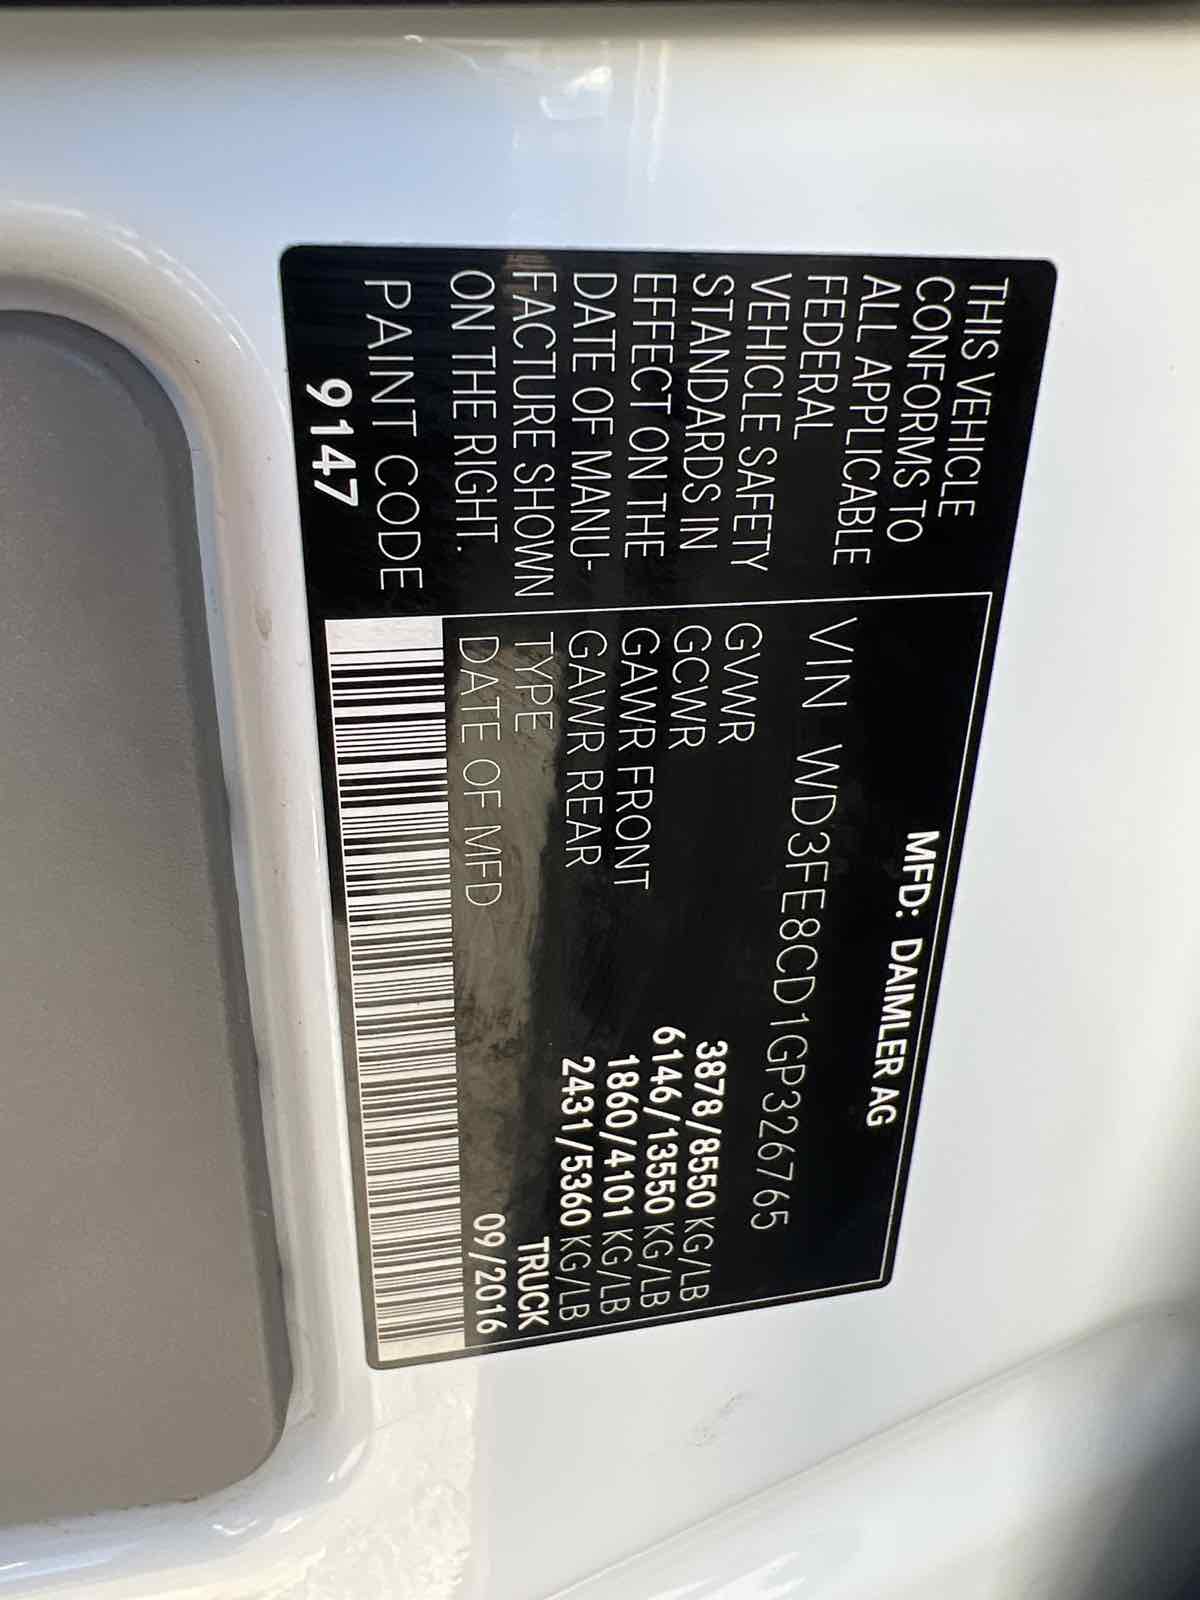 MFD: DAIMLER AG
THIS VEHICLE
CONFORMS TO
ALL APPLICABLE
FEDERAL
VEHICLE SAFETY
STANDARDS IN
EFFECT ON THE
DATE OF MANU-
FACTURE SHOWN
ON THE RIGHT.
PAINT CODE
9147
VIN WD3FE8CD1GP326765
GVWR 3878/8550 KG/LB
GCWR 6146/13550 KG/LB
GAWR FRONT 1860/4101 KG/LB
GAWR REAR 2431/5360 KG/LB
TYPE TRUCK
DATE OF MFD 09/2016